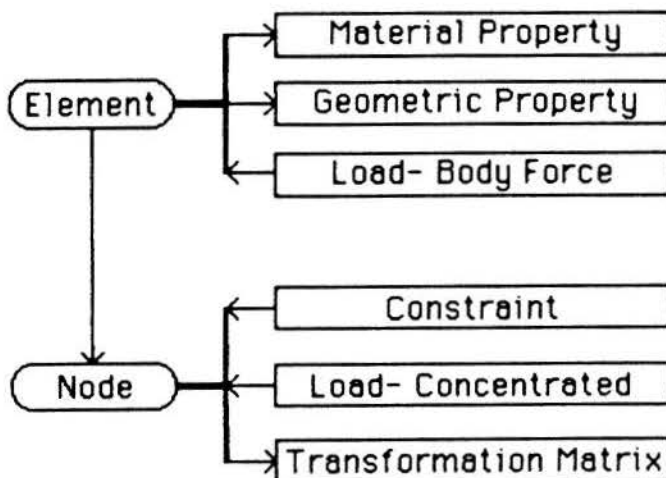 Material Property
Element
Geometric Property
Load- Body Force
Constraint
Node
Load- Concentrated
Transformation Matrix